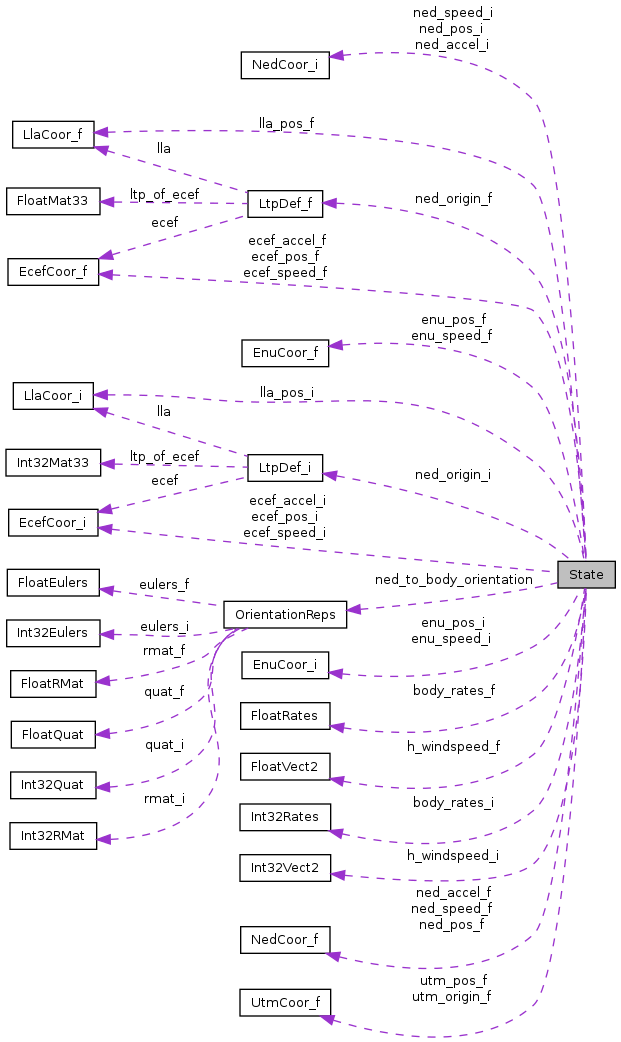 ned_speed_i
ned_pos_i
ned_accel_i
NedCoor_i
lla_pos_f
LlaCoor_f
lla
ltp_of_ecef
FloatMat33
LtpDef_f
ned_origin_f
ecef
ecef_accel_f
ecef_pos_f
ecef_speed_f
EcefCoor_f
enu_pos_f
enu_speed_f
EnuCoor_f
LlaCoor_i
lla_pos_i
lla
ltp_of_ecef
Int32Mat33
LtpDef_i
ned_origin_i
ecef
ecef_accel_i
ecef_pos_i
ecef_speed_i
EcefCoor_i
State
ned_to_body_orientation
FloatEulers
eulers_f
OrientationReps
Int32Eulers
eulers_i
enu_pos_i
enu_speed_i
rmat_f
EnuCoor_i
FloatRMat
quat_f
body_rates_f
FloatRates
FloatQuat
quat_i
h_windspeed_f
FloatVect2
Int32Quat
rmat_i
body_rates_i
Int32Rates
Int32RMat
h_windspeed_i
Int32Vect2
ned_accel_f
ned_speed_f
ned_pos_f
NedCoor_f
utm_pos_f
utm_origin_f
UtmCoor_f